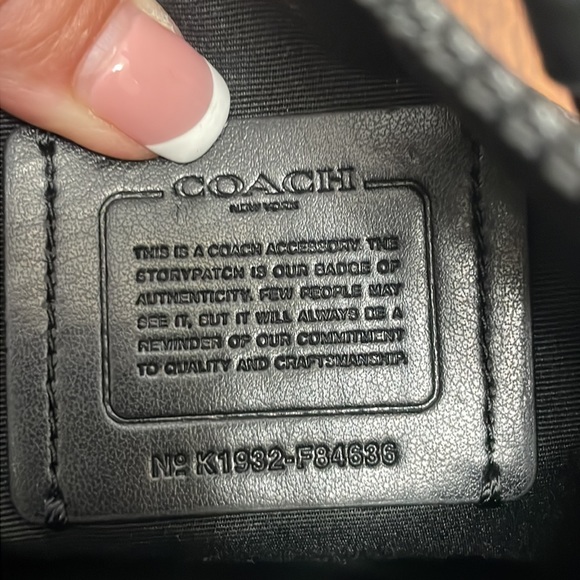 COACH
NEW YORK
THIS IS A COACH ACCESSORY. THE
STORYPATCH IS OUR BADGE OF
AUTHENTICITY. FEW PEOPLE MAY
SEE IT, BUT IT WILL ALWAYS BE A
REMINDER OF OUR COMMITMENT
TO QUALITY AND CRAFTSMANSHIP.
Nº K1932-F84636